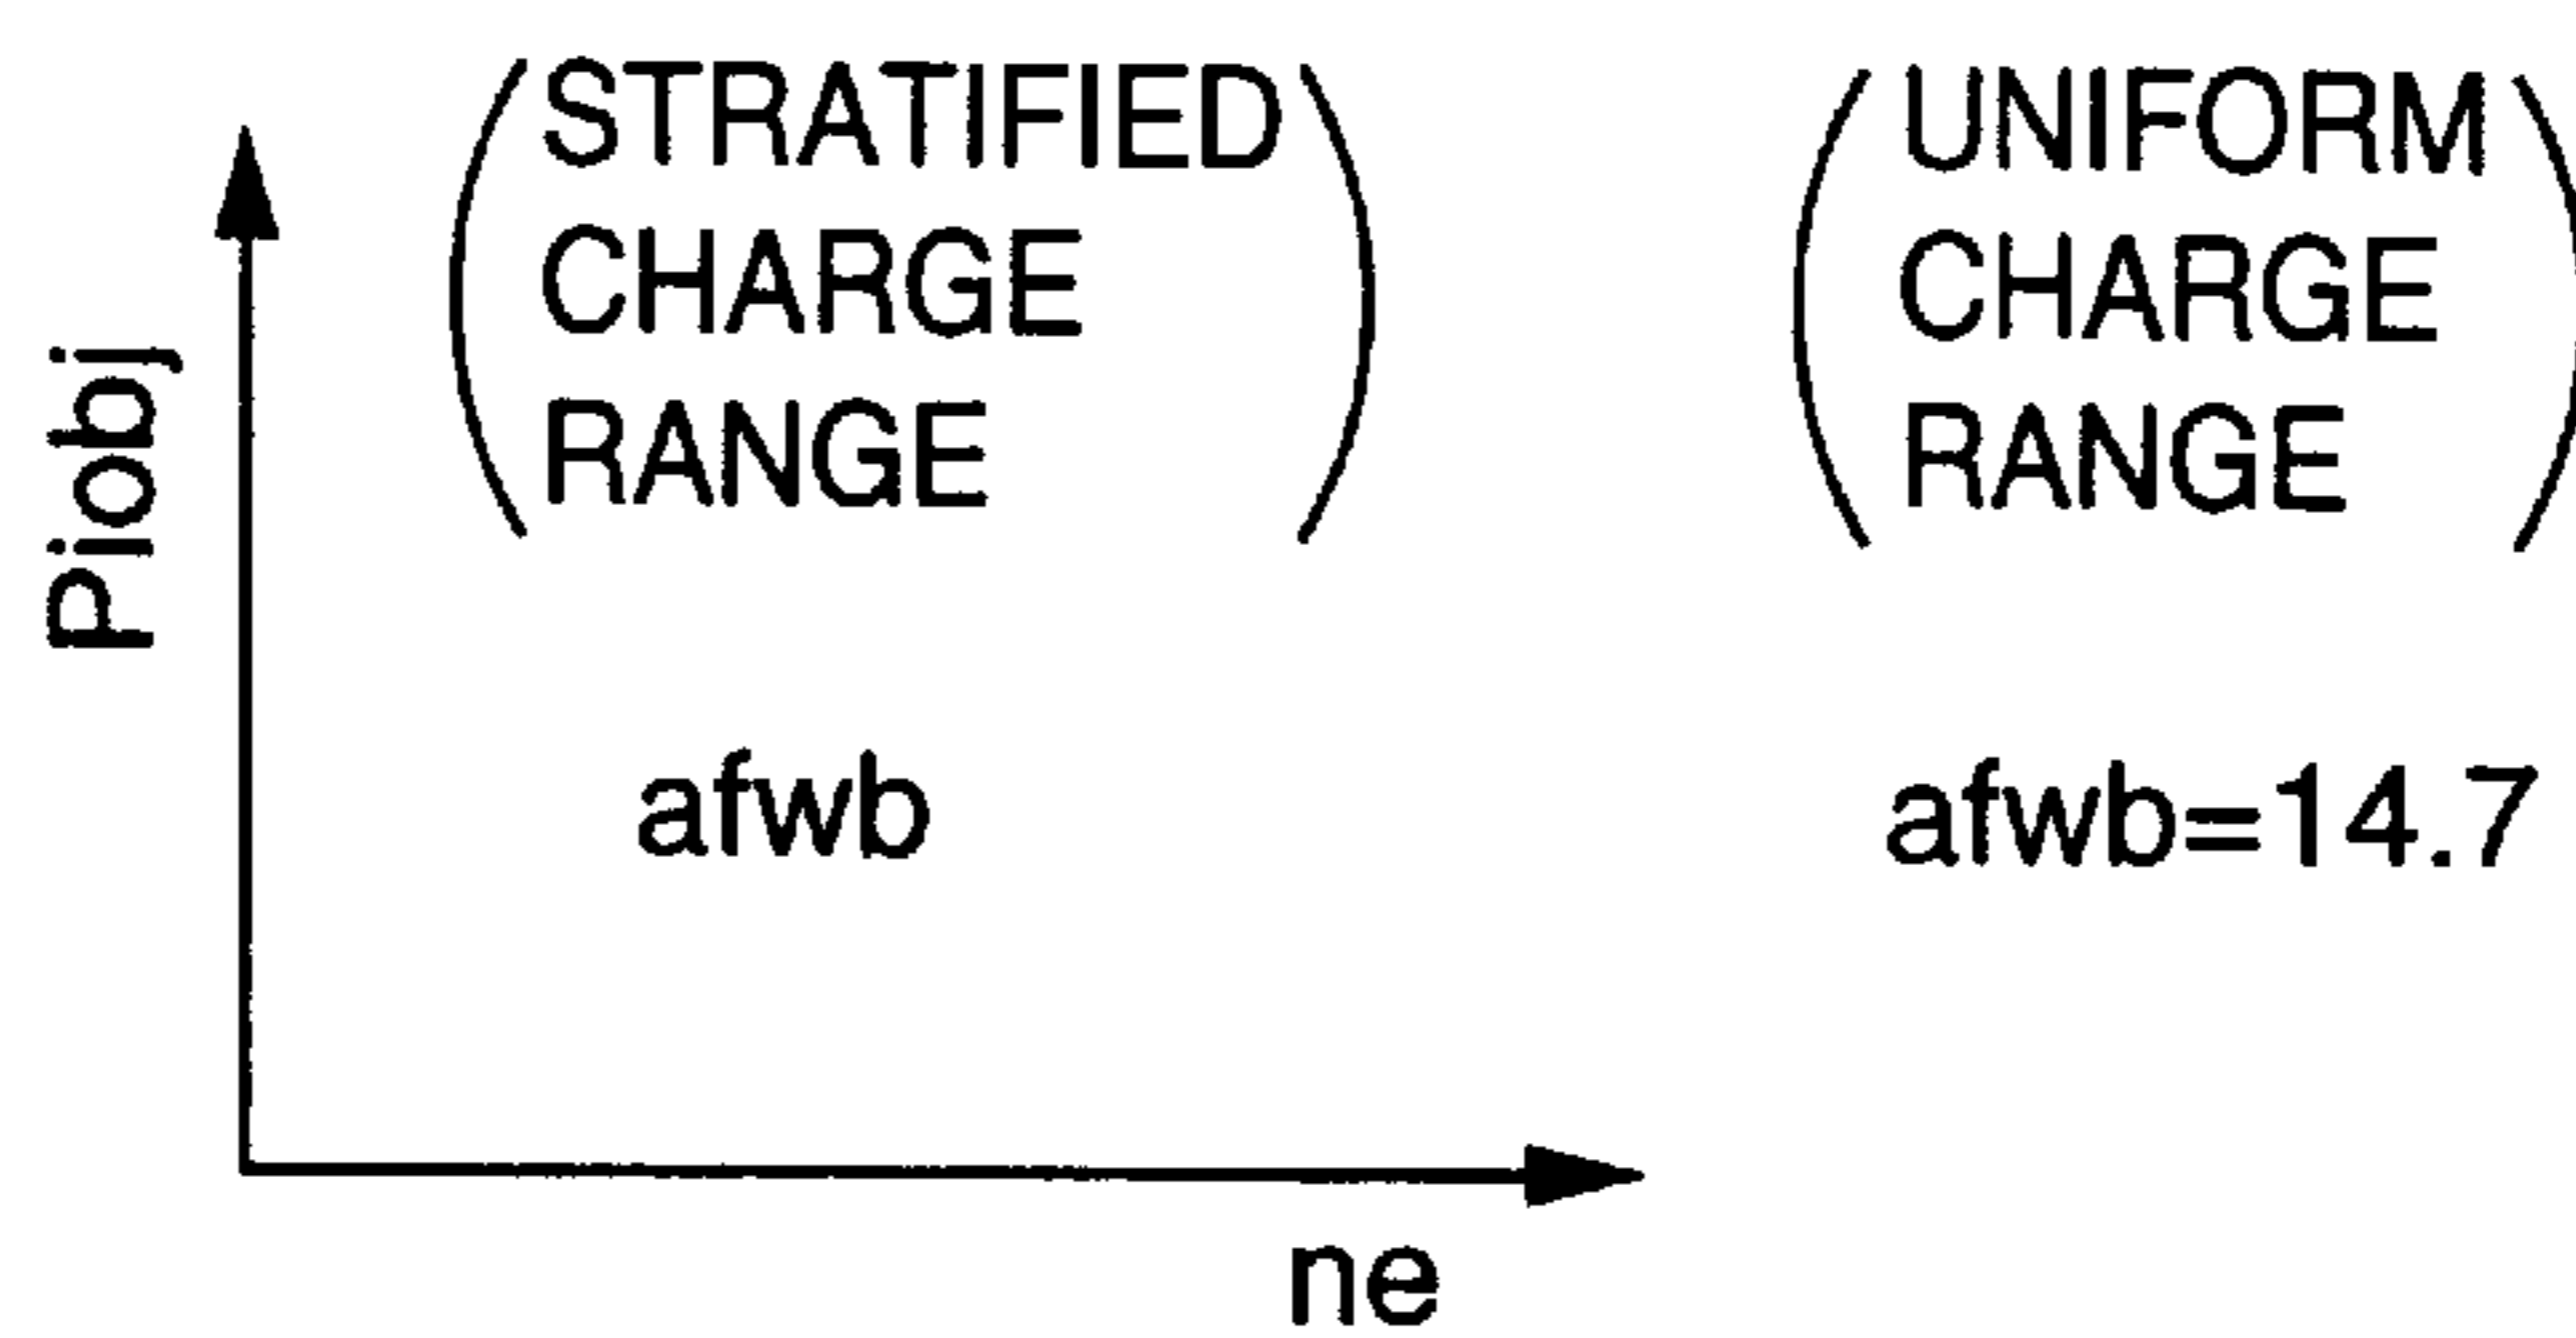 STRATIFIED
CHARGE
RANGE
UNIFORM
CHARGE
RANGE
Piobj
afwb
afwb=14.7
ne